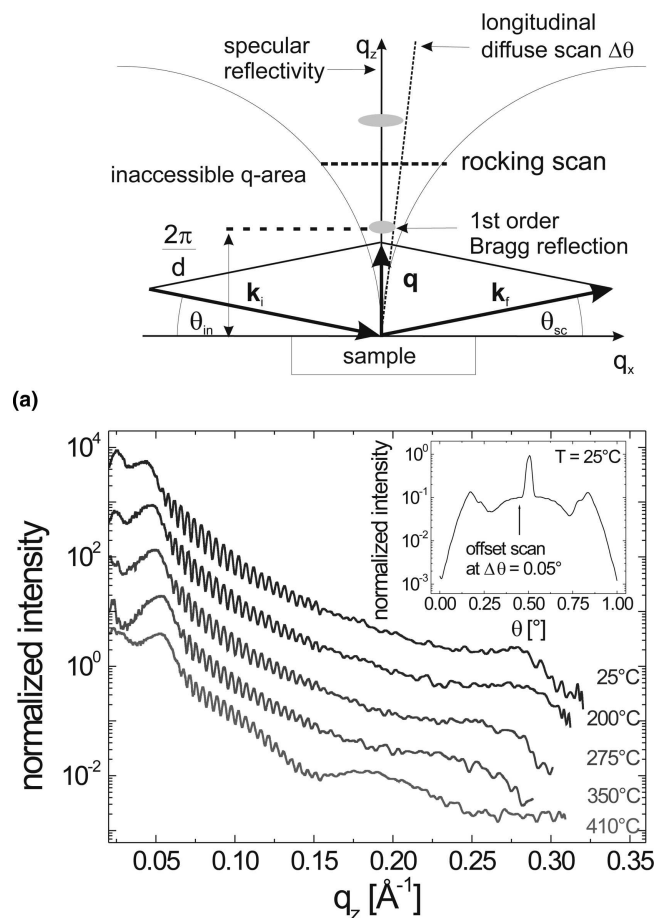 specular
reflectivity
q_z
longitudinal
diffuse scan Δθ
inaccessible q-area
rocking scan
2π
d
1st order
Bragg reflection
q
k_i
k_f
θ_in
θ_sc
sample
q_x
(a)
normalized intensity
10^4
10^2
10^0
10^-2
0.05 0.10 0.15 0.20 0.25 0.30 0.35
q_z [Å^-1]
25°C
200°C
275°C
350°C
410°C
normalized intensity
10^0
10^-1
10^-2
10^-3
T = 25°C
offset scan
at Δθ = 0.05°
0.00 0.25 0.50 0.75 1.00
θ [°]